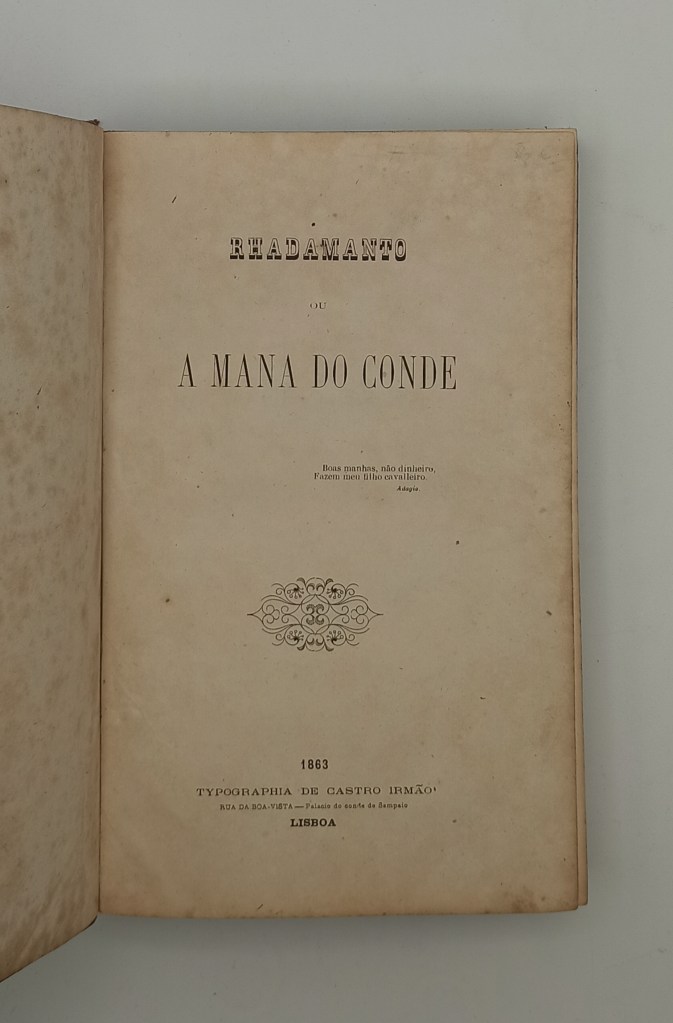 RHADAMANTO
OU
A MANA DO CONDE
Boas manhas, não dinheiro,
Fazem meu filho cavalleiro.
Adagio.
1863
TYPOGRAPHIA DE CASTRO IRMÃO
RUA DA BOA-VISTA — Palacio do conde de Sampaio
LISBOA